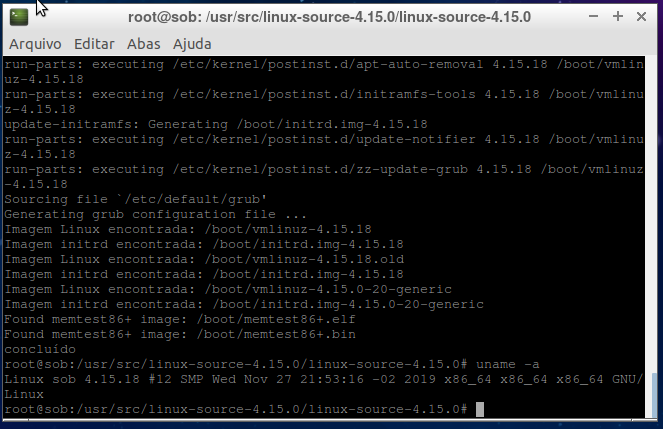 root@sob: /usr/src/linux-source-4.15.0/linux-source-4.15.0
Arquivo Editar Abas Ajuda
run-parts: executing /etc/kernel/postinst.d/apt-auto-removal 4.15.18 /boot/vmlin
uz-4.15.18
run-parts: executing /etc/kernel/postinst.d/initramfs-tools 4.15.18 /boot/vmlinu
z-4.15.18
update-initramfs: Generating /boot/initrd.img-4.15.18
run-parts: executing /etc/kernel/postinst.d/update-notifier 4.15.18 /boot/vmlinu
z-4.15.18
run-parts: executing /etc/kernel/postinst.d/zz-update-grub 4.15.18 /boot/vmlinuz
-4.15.18
Sourcing file `/etc/default/grub'
Generating grub configuration file ...
Imagem Linux encontrada: /boot/vmlinuz-4.15.18
Imagem initrd encontrada: /boot/initrd.img-4.15.18
Imagem Linux encontrada: /boot/vmlinuz-4.15.18.old
Imagem initrd encontrada: /boot/initrd.img-4.15.18
Imagem Linux encontrada: /boot/vmlinuz-4.15.0-20-generic
Imagem initrd encontrada: /boot/initrd.img-4.15.0-20-generic
Found memtest86+ image: /boot/memtest86+.elf
Found memtest86+ image: /boot/memtest86+.bin
concluído
root@sob:/usr/src/linux-source-4.15.0/linux-source-4.15.0# uname -a
Linux sob 4.15.18 #12 SMP Wed Nov 27 21:53:16 -02 2019 x86_64 x86_64 x86_64 GNU/
Linux
root@sob:/usr/src/linux-source-4.15.0/linux-source-4.15.0#